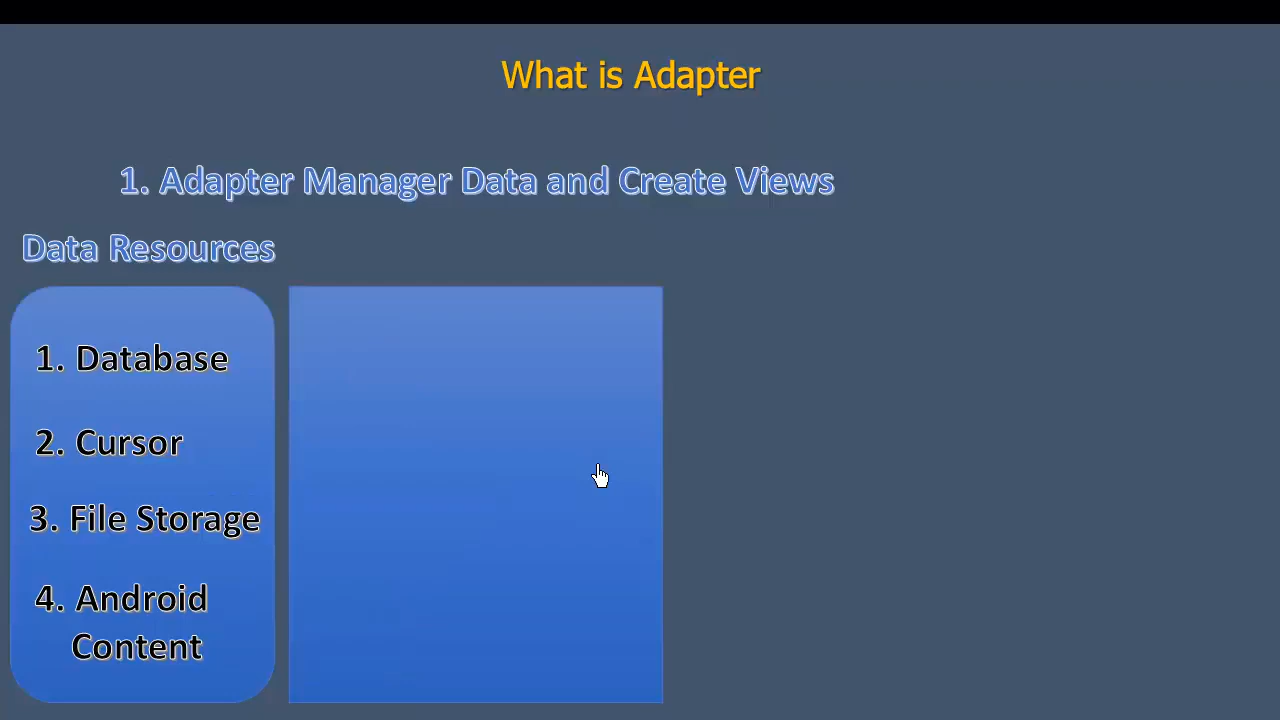 What is Adapter
1. Adapter Manager Data and Create Views
Data Resources
1. Database
2. Cursor
3. File Storage
4. Android
Content